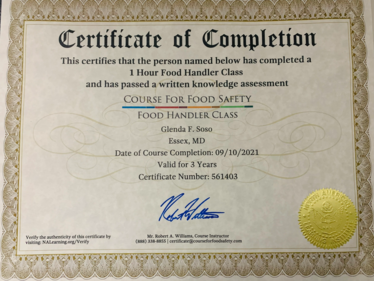 Certificate of Completion
This certifies that the person named below has completed a
1 Hour Food Handler Class
and has passed a written knowledge assessment
COURSE FOR FOOD SAFETY
FOOD HANDLER CLASS
Glenda F. Soso
Essex, MD
Date of Course Completion: 09/10/2021
Valid for 3 Years
Certificate Number: 561403
Verify the authenticity of this certificate by
visiting: NALearning.org/Verify
Mr. Robert A. Williams, Course Instructor
certificate@courseforfoodsafety.com